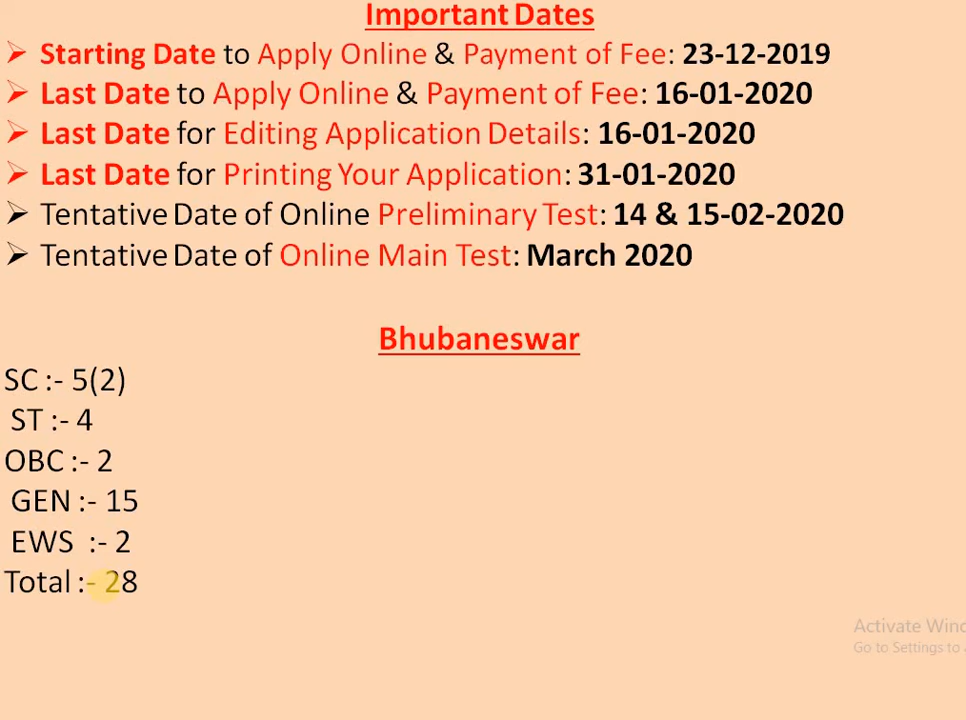 Important Dates
➢ Starting Date to Apply Online & Payment of Fee: 23-12-2019
➢ Last Date to Apply Online & Payment of Fee: 16-01-2020
➢ Last Date for Editing Application Details: 16-01-2020
➢ Last Date for Printing Your Application: 31-01-2020
➢ Tentative Date of Online Preliminary Test: 14 & 15-02-2020
➢ Tentative Date of Online Main Test: March 2020
Bhubaneswar
SC :- 5(2)
ST :- 4
OBC :- 2
GEN :- 15
EWS :- 2
Total :- 28
Activate Wind
Go to Settings to